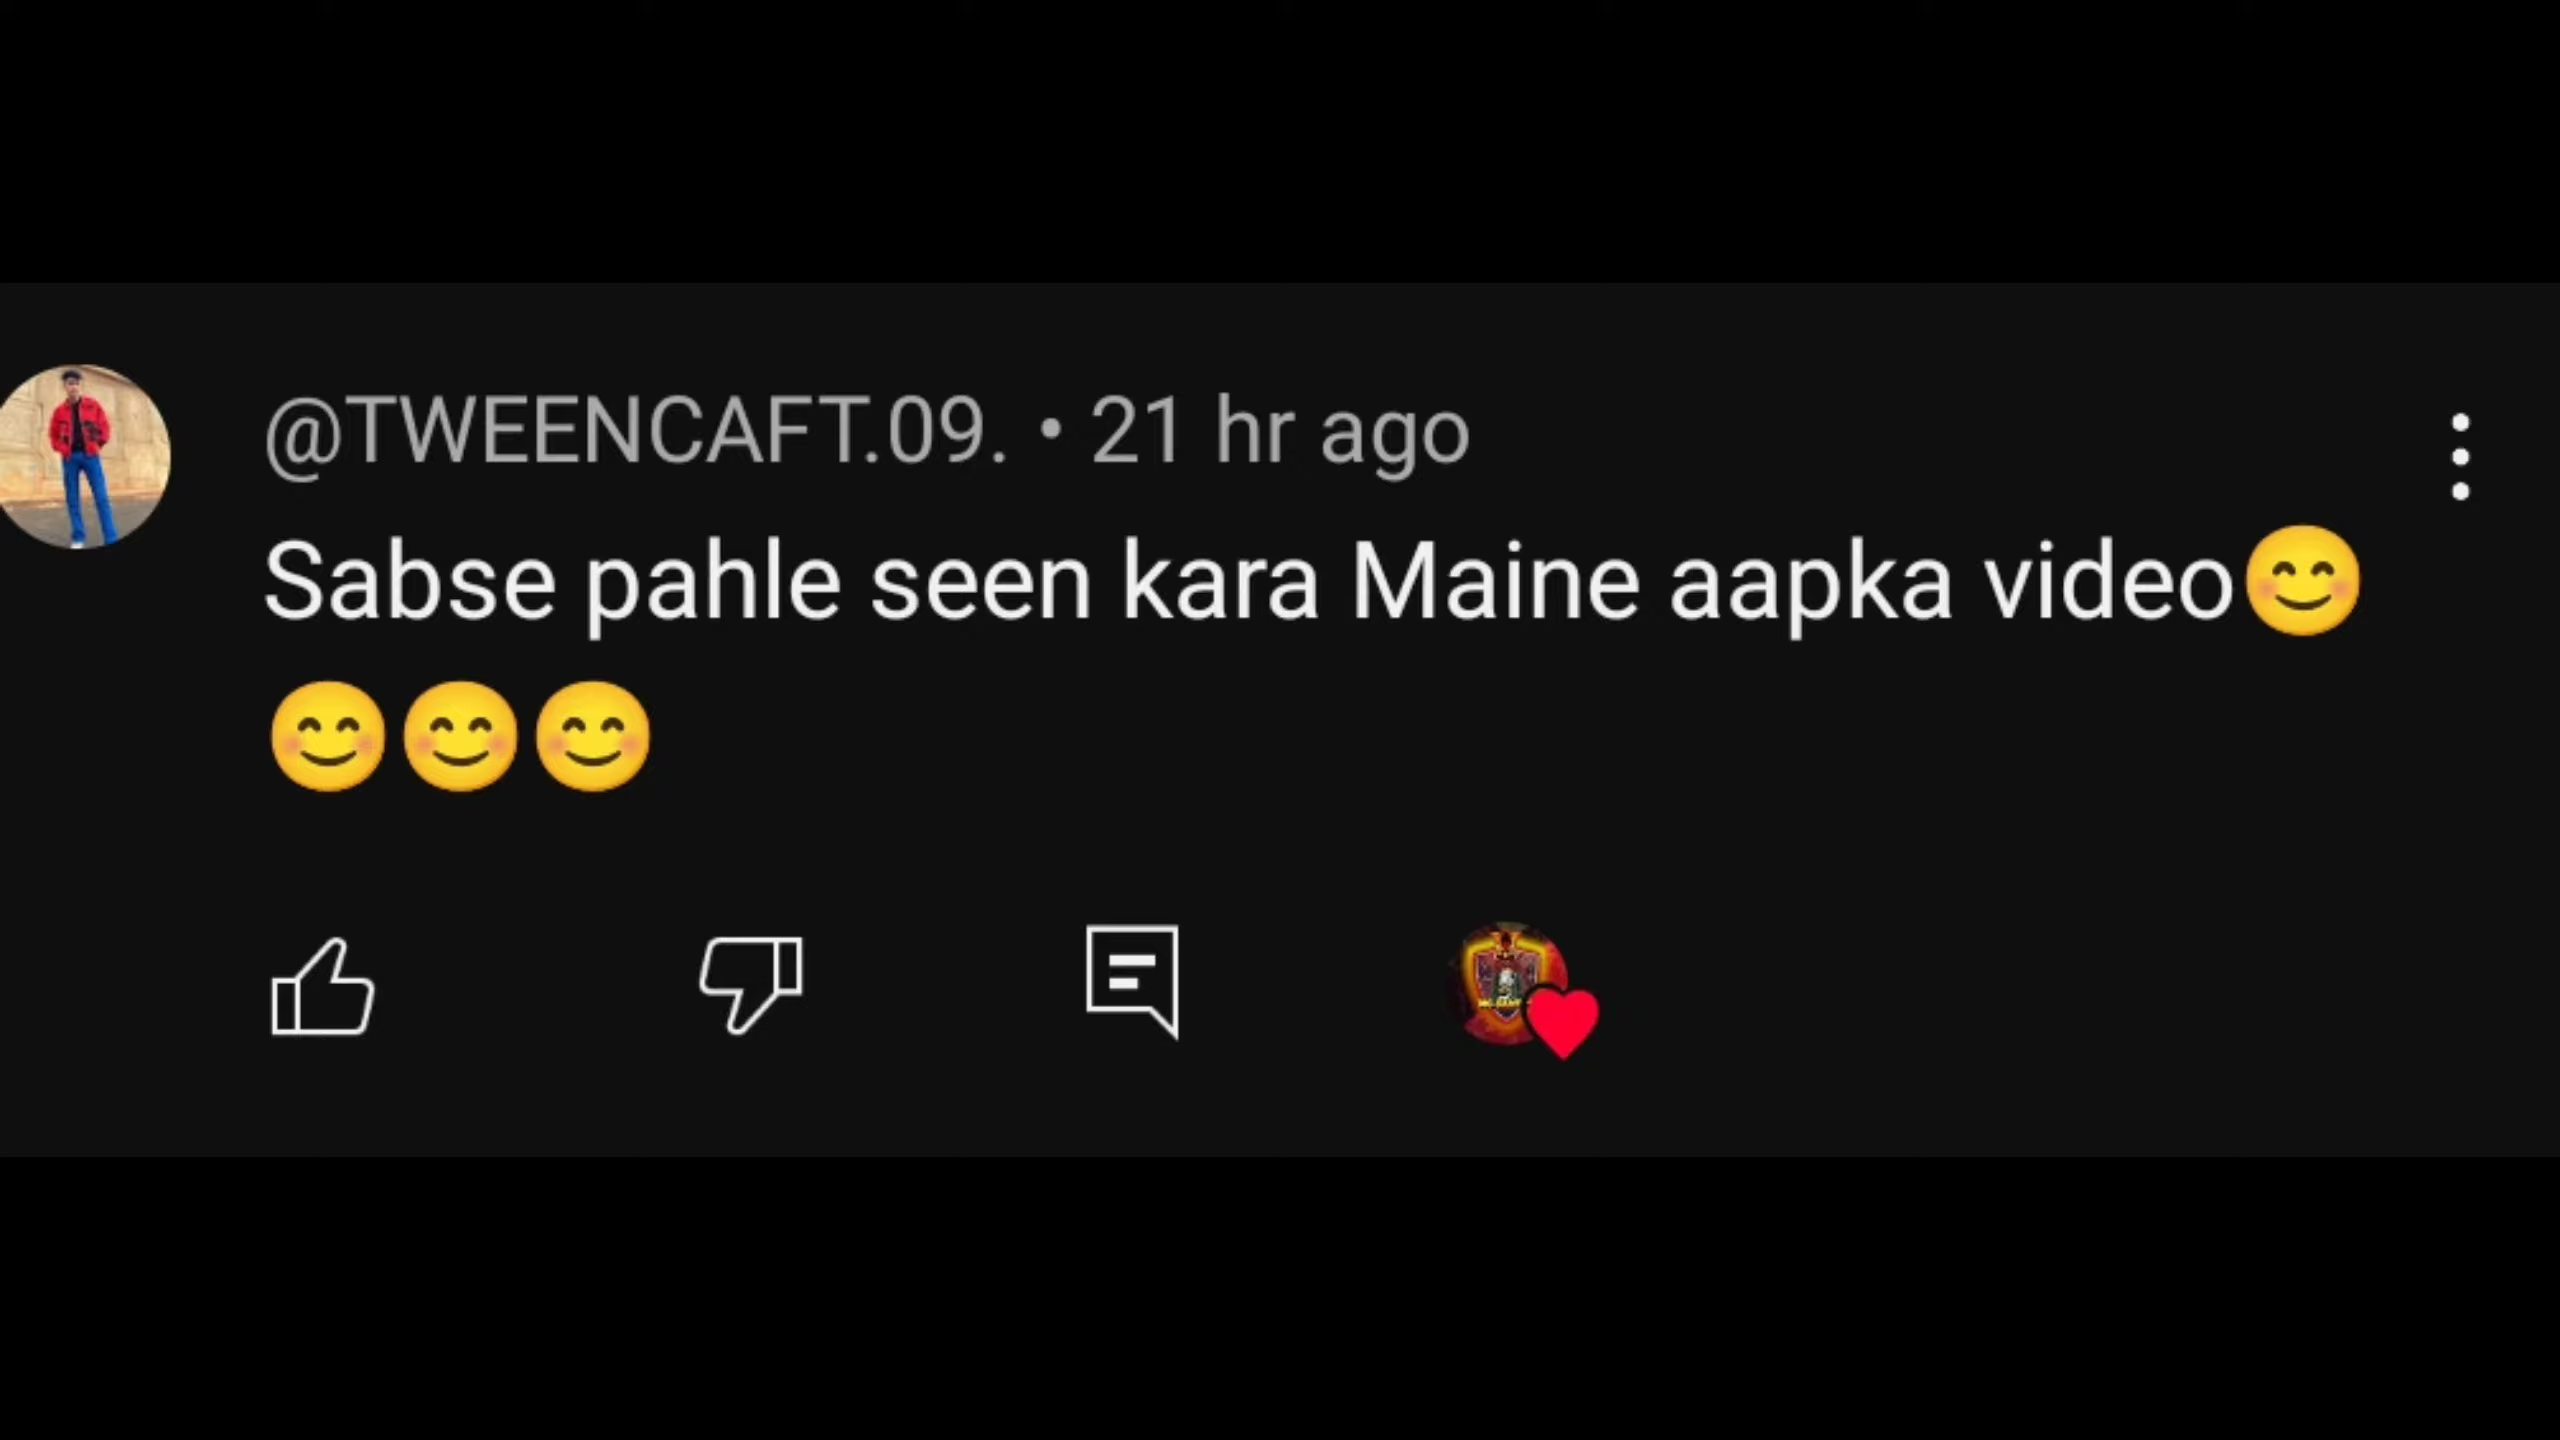 @TWEENCAFT.09. • 21 hr ago
Sabse pahle seen kara Maine aapka video😊
😊😊😊